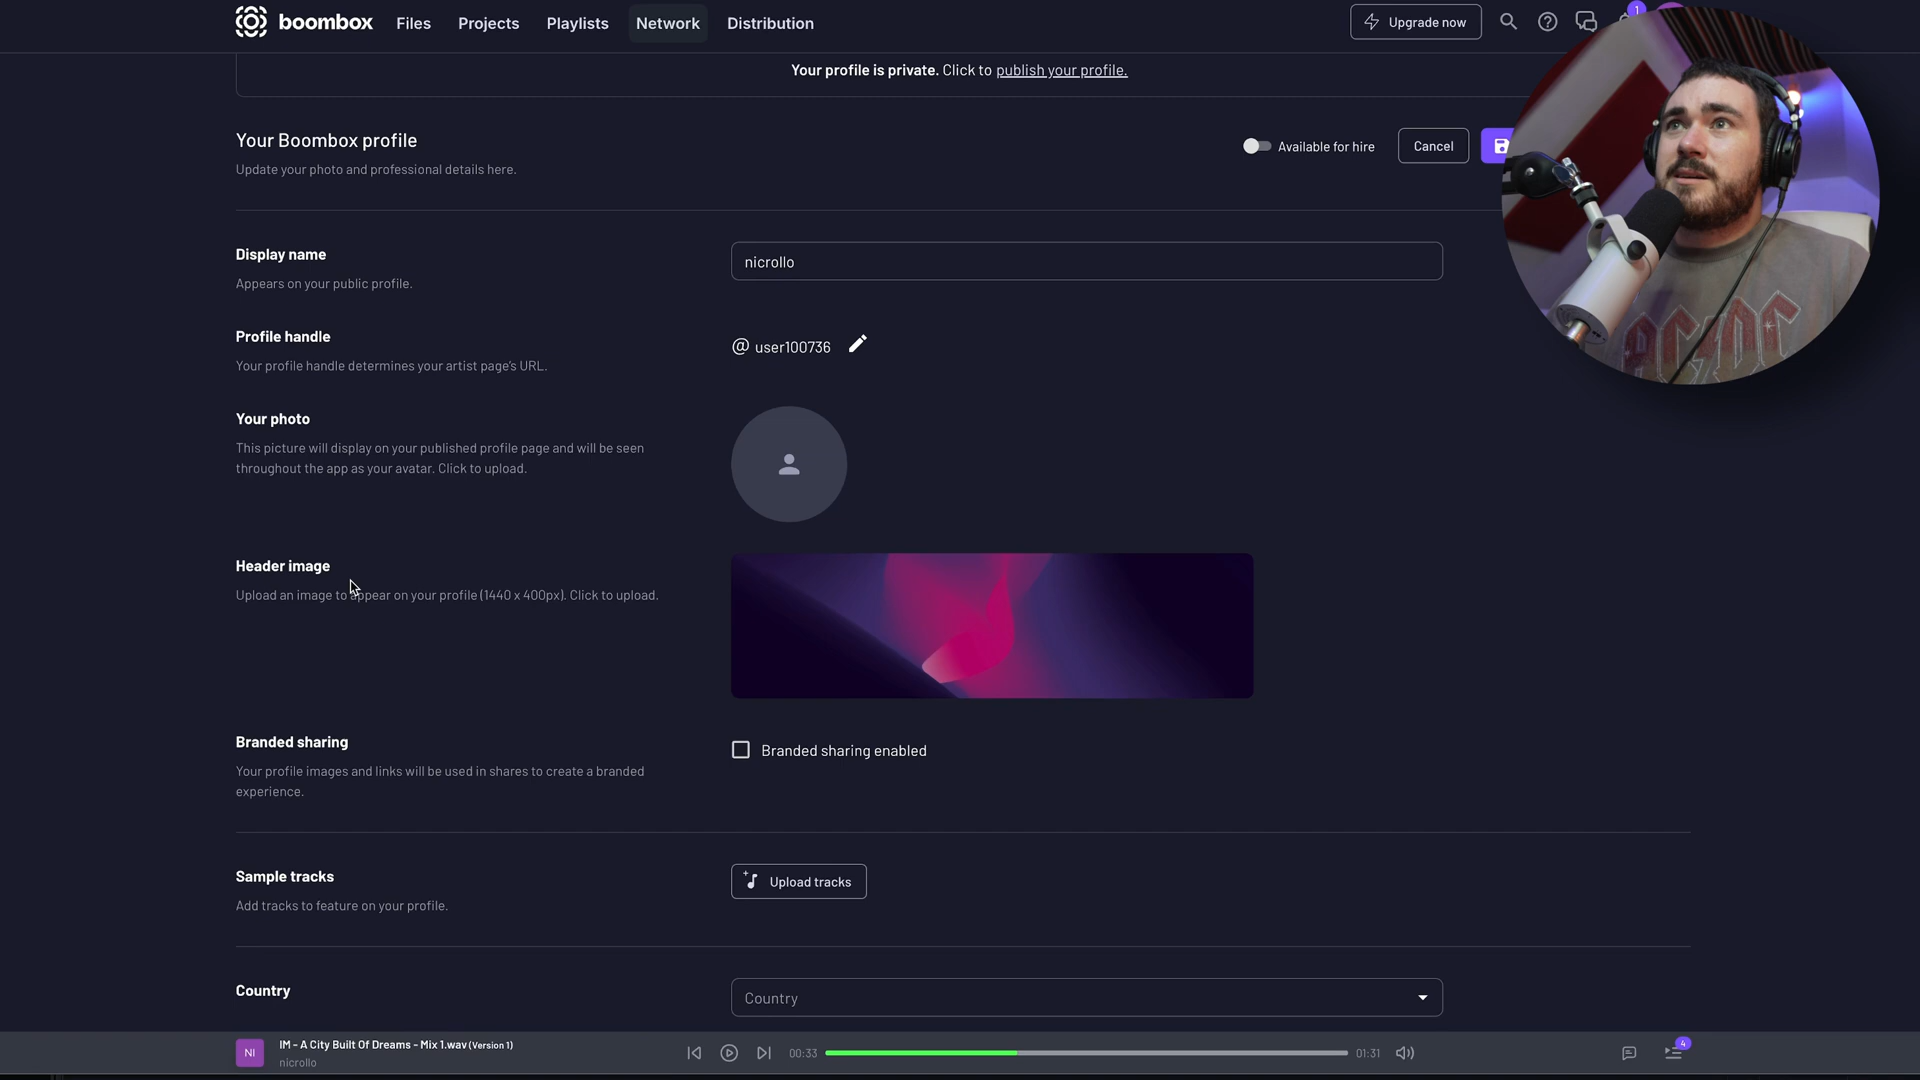 boombox
Files
Projects
Playlists
Network
Distribution
Upgrade now
1
Your profile is private. Click to publish your profile.
Your Boombox profile
Update your photo and professional details here.
Available for hire
Cancel
Display name
Appears on your public profile.
nicrollo
Profile handle
Your profile handle determines your artist page's URL.
@ user100736
Your photo
This picture will display on your published profile page and will be seen
throughout the app as your avatar. Click to upload.
Header image
Upload an image to appear on your profile (1440 x 400px). Click to upload.
Branded sharing
Your profile images and links will be used in shares to create a branded
experience.
Branded sharing enabled
Sample tracks
Add tracks to feature on your profile.
Upload tracks
Country
Country
NI
IM - A City Built Of Dreams - Mix 1.wav (Version 1)
nicrollo
00:33
01:31
4
AC/DC